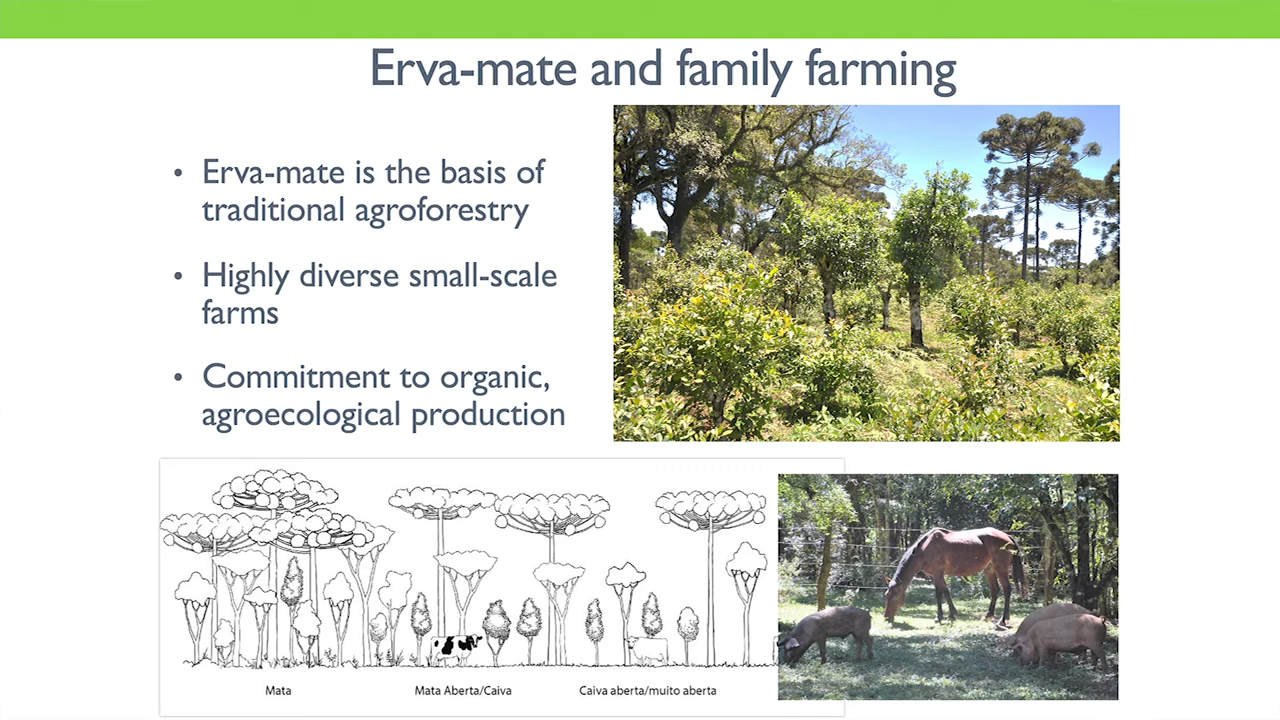 Erva-mate and family farming
• Erva-mate is the basis of
traditional agroforestry
• Highly diverse small-scale
farms
• Commitment to organic,
agroecological production
Mata
Mata Aberta/Caiva
Caiva aberta/muito aberta